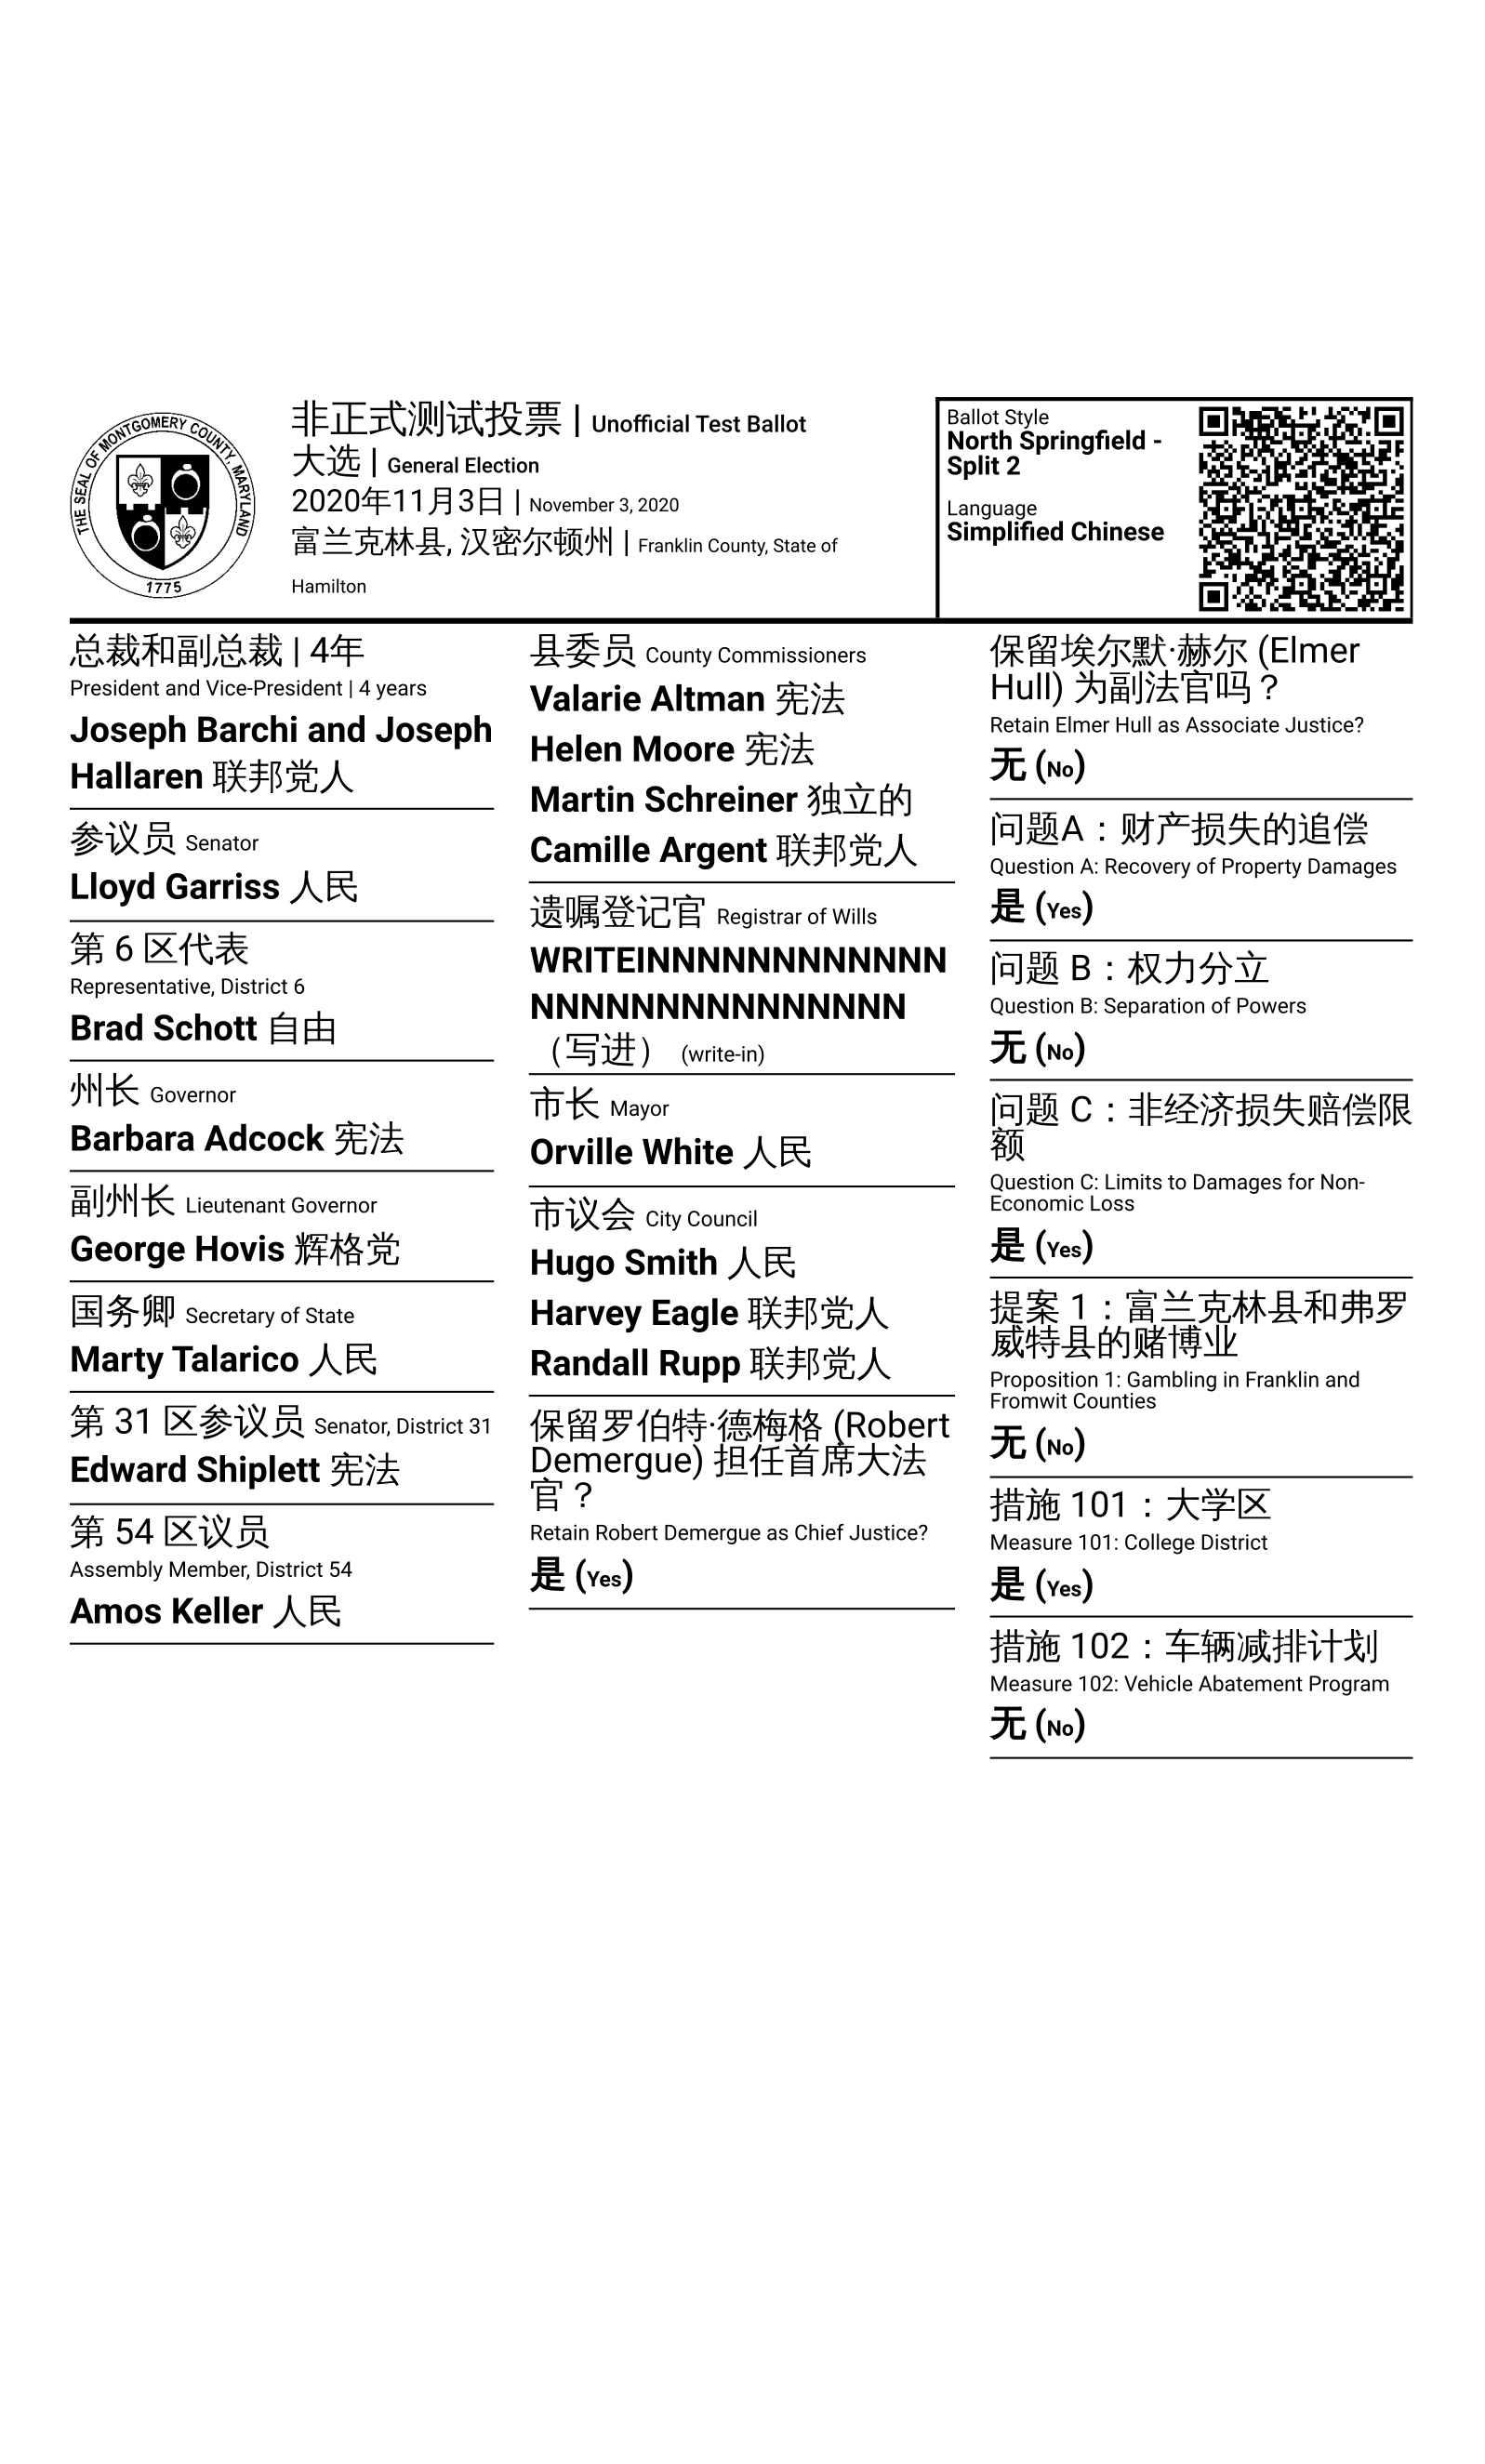 THE SEAL OF MONTGOMERY COUNTY, MARYLAND
1775
非正式测试投票 | Unofficial Test Ballot
大选 | General Election
2020年11月3日 | November 3, 2020
富兰克林县, 汉密尔顿州 | Franklin County, State of
Hamilton
Ballot Style
North Springfield -
Split 2
Language
Simplified Chinese
总裁和副总裁 | 4年
President and Vice-President | 4 years
Joseph Barchi and Joseph
Hallaren 联邦党人
参议员 Senator
Lloyd Garriss 人民
第 6 区代表
Representative, District 6
Brad Schott 自由
州长 Governor
Barbara Adcock 宪法
副州长 Lieutenant Governor
George Hovis 辉格党
国务卿 Secretary of State
Marty Talarico 人民
第 31 区参议员 Senator, District 31
Edward Shiplett 宪法
第 54 区议员
Assembly Member, District 54
Amos Keller 人民
县委员 County Commissioners
Valarie Altman 宪法
Helen Moore 宪法
Martin Schreiner 独立的
Camille Argent 联邦党人
遗嘱登记官 Registrar of Wills
WRITEINNNNNNNNNNNNN
NNNNNNNNNNNNNNN
（写进） (write-in)
市长 Mayor
Orville White 人民
市议会 City Council
Hugo Smith 人民
Harvey Eagle 联邦党人
Randall Rupp 联邦党人
保留罗伯特·德梅格 (Robert
Demergue) 担任首席大法
官？
Retain Robert Demergue as Chief Justice?
是 (Yes)
保留埃尔默·赫尔 (Elmer
Hull) 为副法官吗？
Retain Elmer Hull as Associate Justice?
无 (No)
问题A：财产损失的追偿
Question A: Recovery of Property Damages
是 (Yes)
问题 B：权力分立
Question B: Separation of Powers
无 (No)
问题 C：非经济损失赔偿限
额
Question C: Limits to Damages for Non-
Economic Loss
是 (Yes)
提案 1：富兰克林县和弗罗
威特县的赌博业
Proposition 1: Gambling in Franklin and
Fromwit Counties
无 (No)
措施 101：大学区
Measure 101: College District
是 (Yes)
措施 102：车辆减排计划
Measure 102: Vehicle Abatement Program
无 (No)